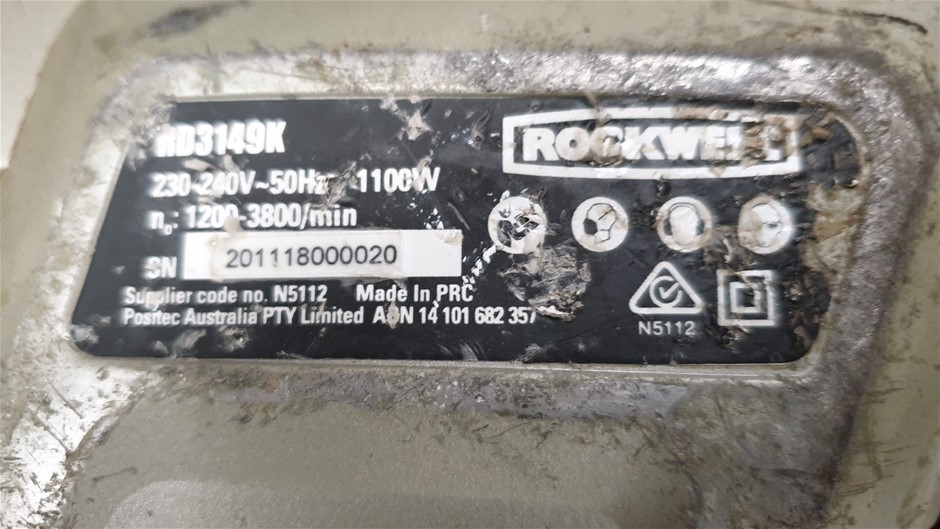 RD3149K
ROCKWELL
230-240V~50Hz 1100W
n₀: 1200-3800/min
SN 201118000020
Supplier code no. N5112 Made In PRC
Positec Australia PTY Limited ABN 14 101 682 357
N5112